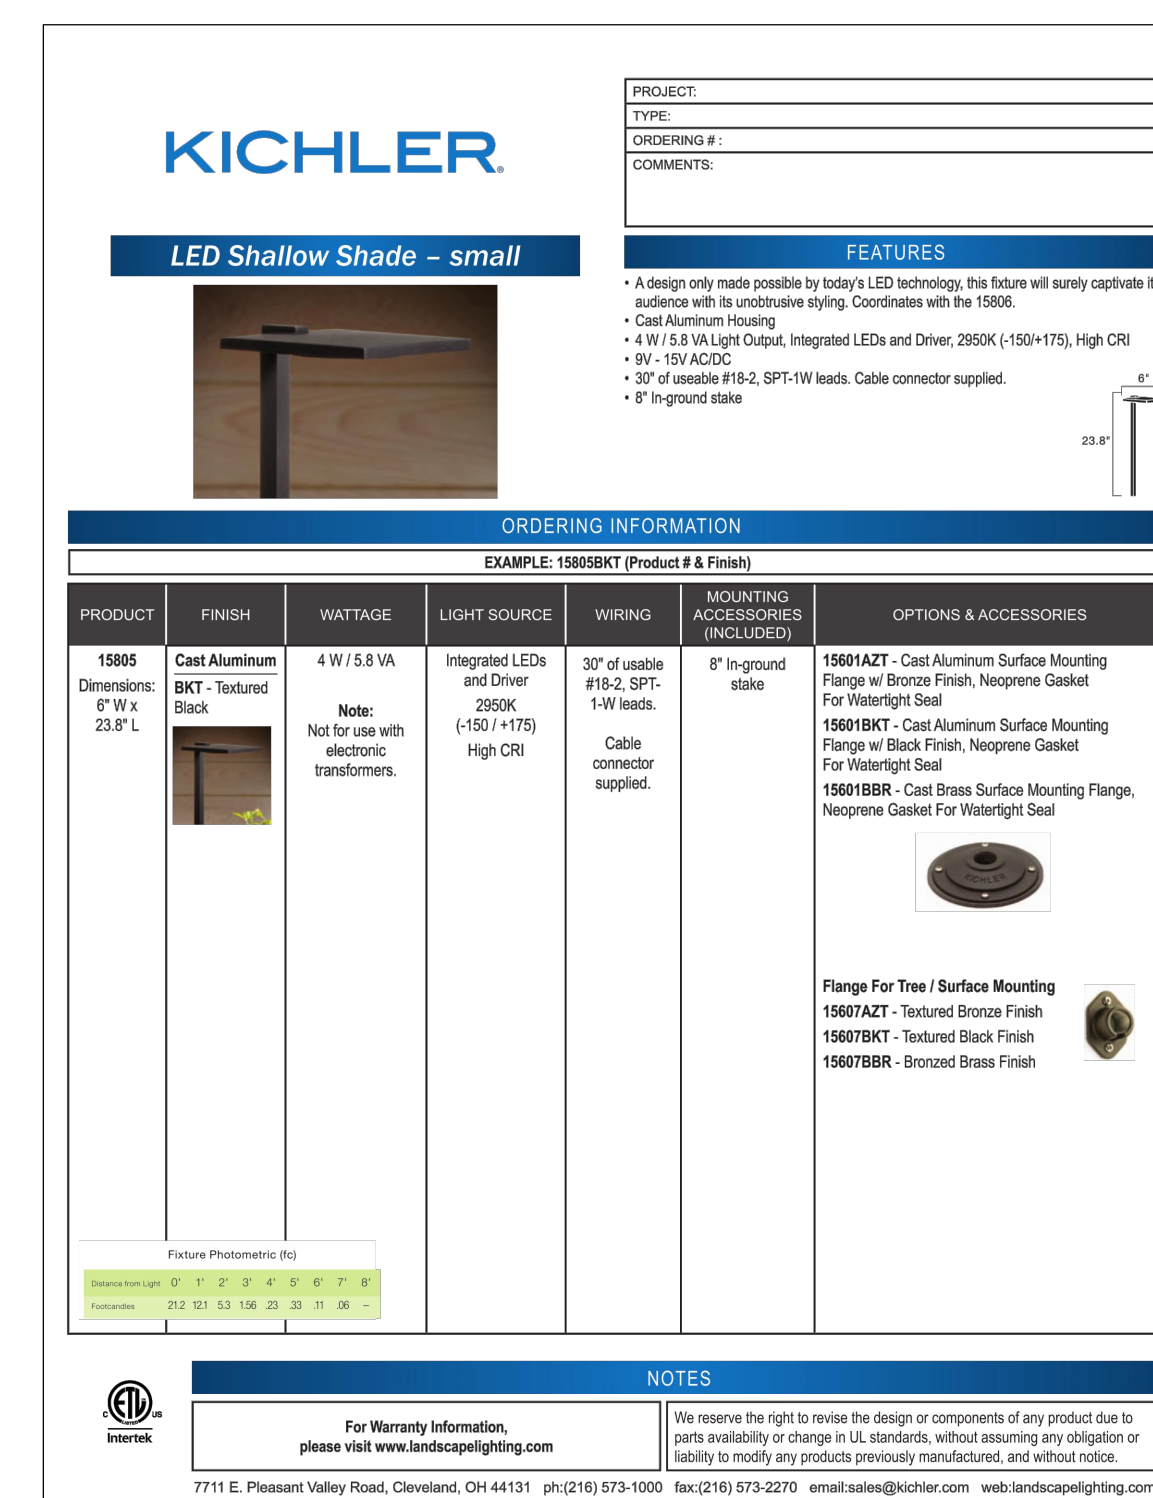 KICHLER®
PROJECT:
TYPE:
ORDERING # :
COMMENTS:
LED Shallow Shade – small
FEATURES
• A design only made possible by today's LED technology, this fixture will surely captivate
audience with its unobtrusive styling. Coordinates with the 15806.
• Cast Aluminum Housing
• 4 W / 5.8 VA Light Output, Integrated LEDs and Driver, 2950K (-150/+175), High CRI
• 9V - 15V AC/DC
• 30" of useable #18-2, SPT-1W leads. Cable connector supplied.
• 8" In-ground stake
6"
23.8"
ORDERING INFORMATION
EXAMPLE: 15805BKT (Product # & Finish)
PRODUCT
FINISH
WATTAGE
LIGHT SOURCE
WIRING
MOUNTING
ACCESSORIES
(INCLUDED)
OPTIONS & ACCESSORIES
15805
Dimensions:
6" W x
23.8" L
Cast Aluminum
BKT - Textured
Black
4 W / 5.8 VA
Note:
Not for use with
electronic
transformers.
Integrated LEDs
and Driver
2950K
(-150 / +175)
High CRI
30" of usable
#18-2, SPT-
1-W leads.
Cable
connector
supplied.
8" In-ground
stake
15601AZT - Cast Aluminum Surface Mounting
Flange w/ Bronze Finish, Neoprene Gasket
For Watertight Seal
15601BKT - Cast Aluminum Surface Mounting
Flange w/ Black Finish, Neoprene Gasket
For Watertight Seal
15601BBR - Cast Brass Surface Mounting Flange,
Neoprene Gasket For Watertight Seal
KICHLER
Flange For Tree / Surface Mounting
15607AZT - Textured Bronze Finish
15607BKT - Textured Black Finish
15607BBR - Bronzed Brass Finish
Fixture Photometric (fc)
Distance from Light 0' 1' 2' 3' 4' 5' 6' 7' 8'
Footcandles 21.2 12.1 5.3 1.56 .23 .33 .11 .06 –
NOTES
ETL
LISTED
C US
Intertek
For Warranty Information,
please visit www.landscapelighting.com
We reserve the right to revise the design or components of any product due to
parts availability or change in UL standards, without assuming any obligation or
liability to modify any products previously manufactured, and without notice.
7711 E. Pleasant Valley Road, Cleveland, OH 44131 ph:(216) 573-1000 fax:(216) 573-2270 email:sales@kichler.com web:landscapelighting.com